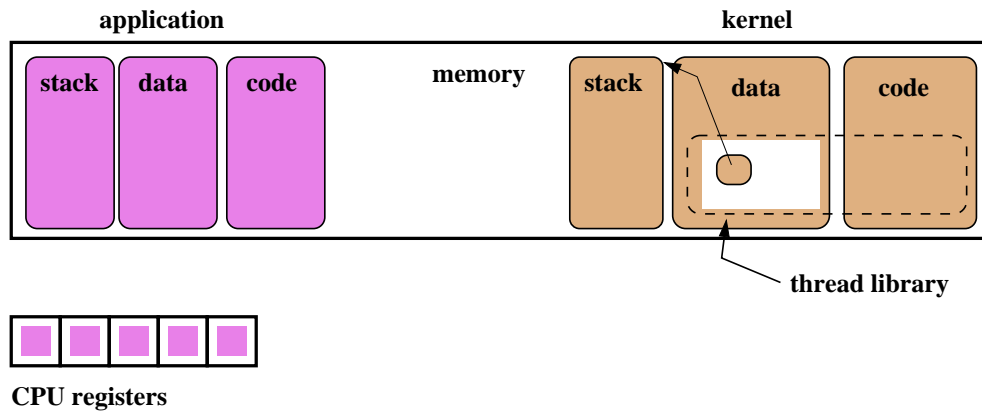 application
kernel
stack
data
code
memory
stack
data
code
thread library
CPU registers